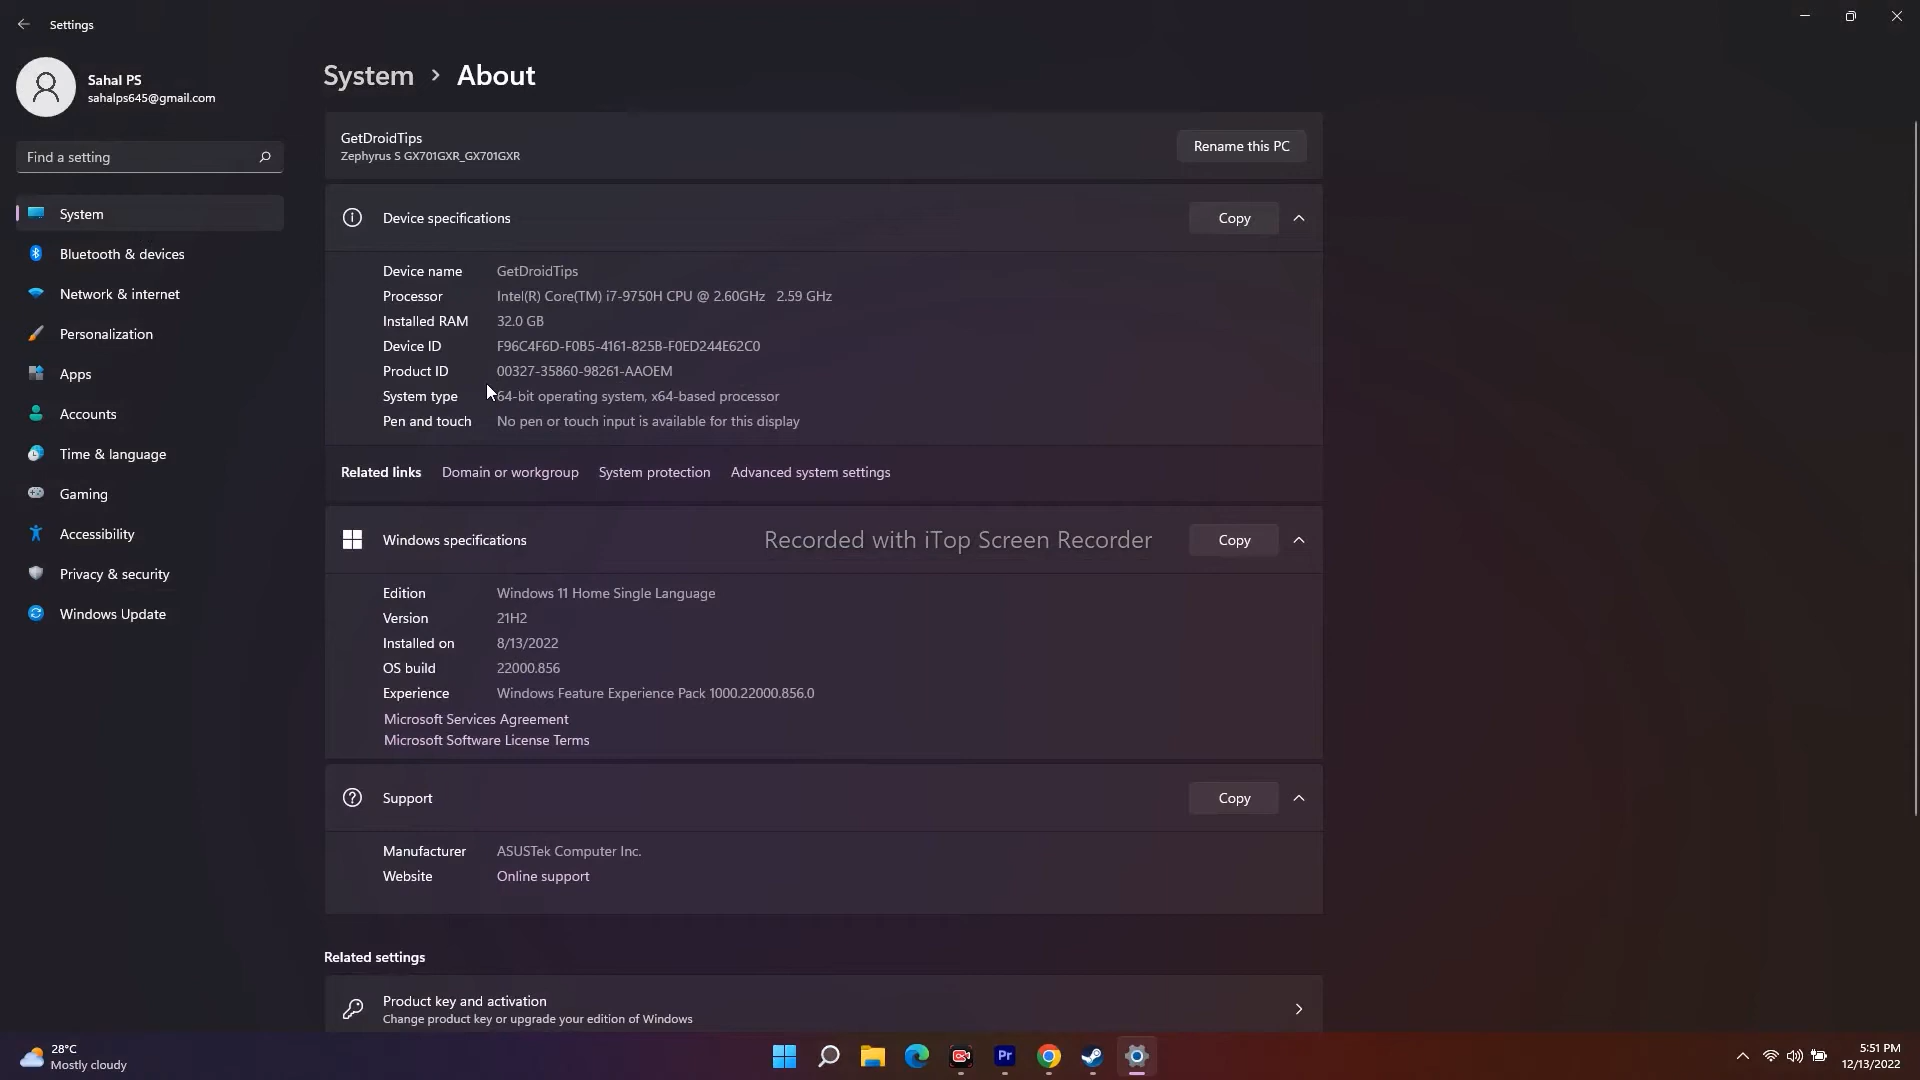 Settings
Sahal PS
sahalps645@gmail.com
Find a setting
System
Bluetooth & devices
Network & internet
Personalization
Apps
Accounts
Time & language
Gaming
Accessibility
Privacy & security
Windows Update
System > About
GetDroidTips
Zephyrus S GX701GXR_GX701GXR
Rename this PC
Device specifications
Copy
Device name GetDroidTips
Processor Intel(R) Core(TM) i7-9750H CPU @ 2.60GHz 2.59 GHz
Installed RAM 32.0 GB
Device ID F96C4F6D-F0B5-4161-825B-F0ED244E62C0
Product ID 00327-35860-98261-AAOEM
System type 64-bit operating system, x64-based processor
Pen and touch No pen or touch input is available for this display
Related links Domain or workgroup System protection Advanced system settings
Windows specifications
Recorded with iTop Screen Recorder
Copy
Edition Windows 11 Home Single Language
Version 21H2
Installed on 8/13/2022
OS build 22000.856
Experience Windows Feature Experience Pack 1000.22000.856.0
Microsoft Services Agreement
Microsoft Software License Terms
Support
Copy
Manufacturer ASUSTek Computer Inc.
Website Online support
Related settings
Product key and activation
Change product key or upgrade your edition of Windows
28°C
Mostly cloudy
Pr
5:51 PM
12/13/2022